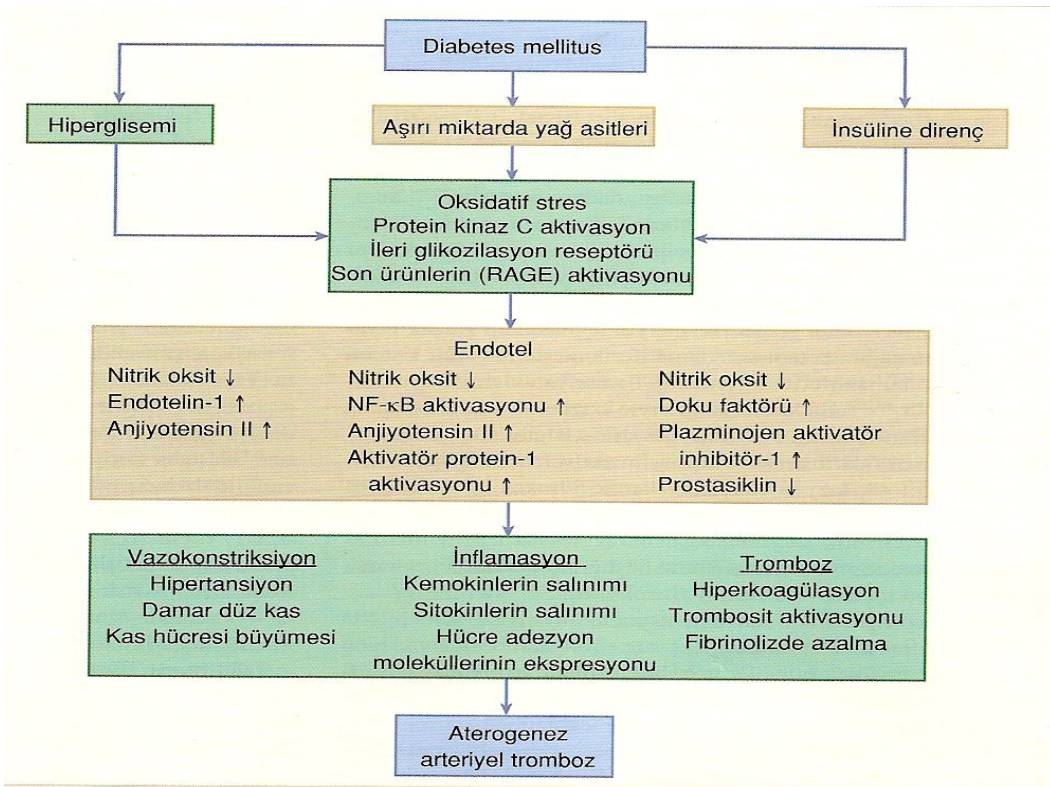 Diabetes mellitus
Hiperglisemi
Aşırı miktarda yağ asitleri
İnsüline direnç
Oksidatif stres
Protein kinaz C aktivasyon
İleri glikozilasyon reseptörü
Son ürünlerin (RAGE) aktivasyonu
Endotel
Nitrik oksit ↓
Endotelin-1 ↑
Anjiyotensin II ↑
Nitrik oksit ↓
NF-κB aktivasyonu ↑
Anjiyotensin II ↑
Aktivatör protein-1
aktivasyonu ↑
Nitrik oksit ↓
Doku faktörü ↑
Plazminojen aktivatör
inhibitör-1 ↑
Prostasiklin ↓
Vazokonstriksiyon
Hipertansiyon
Damar düz kas
Kas hücresi büyümesi
İnflamasyon
Kemokinlerin salınımı
Sitokinlerin salınımı
Hücre adezyon
moleküllerinin ekspresyonu
Tromboz
Hiperkoagülasyon
Trombosit aktivasyonu
Fibrinolizde azalma
Aterogenez
arteriyel tromboz